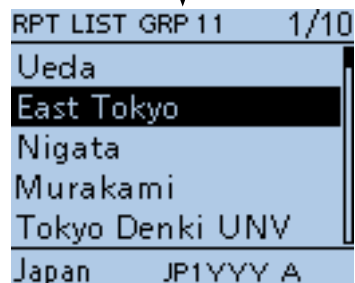 RPT LIST GRP 11 1/10
Ueda
East Tokyo
Nigata
Murakami
Tokyo Denki UNV
Japan JP1YYY A